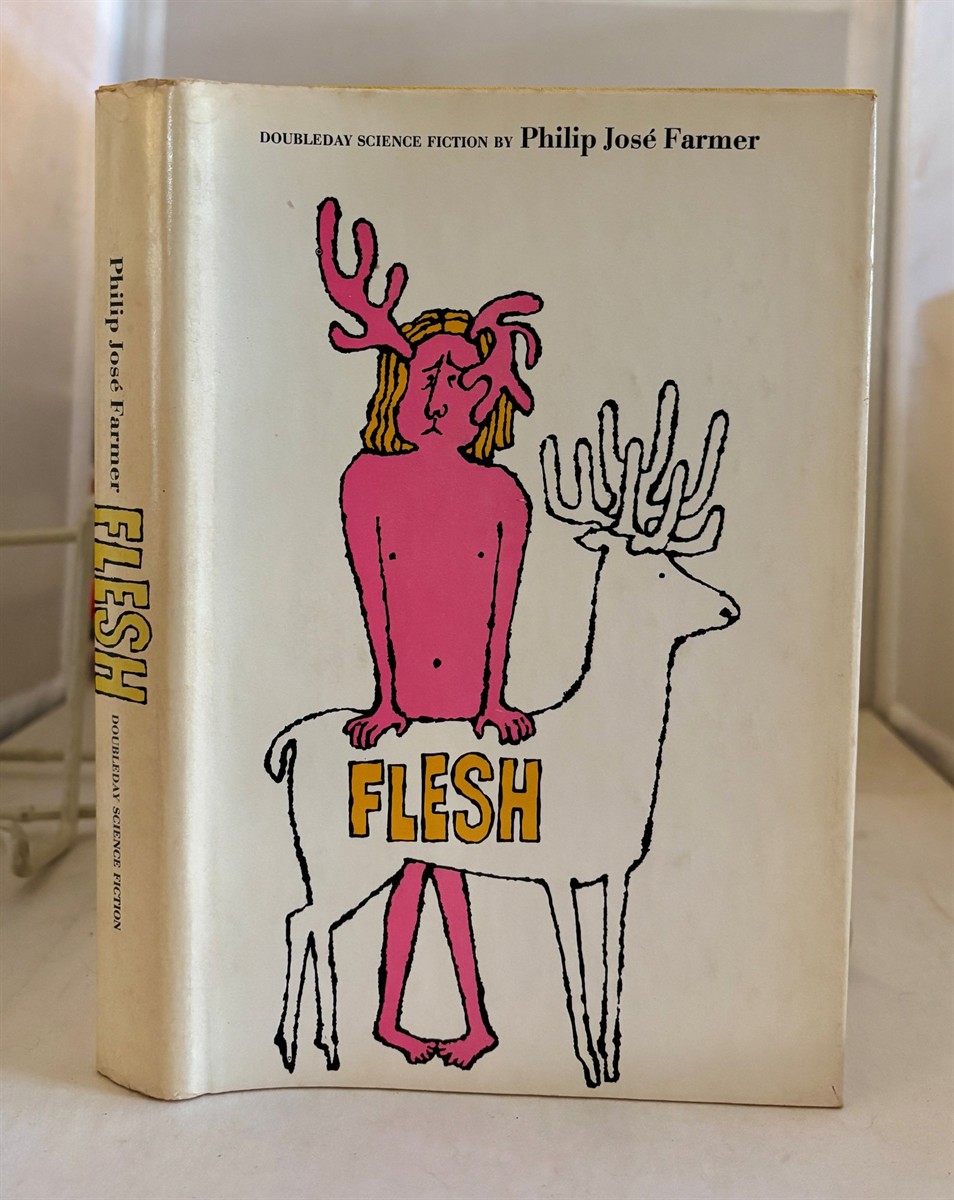 DOUBLEDAY SCIENCE FICTION BY Philip José Farmer
FLESH
Philip José Farmer FLESH DOUBLEDAY SCIENCE FICTION